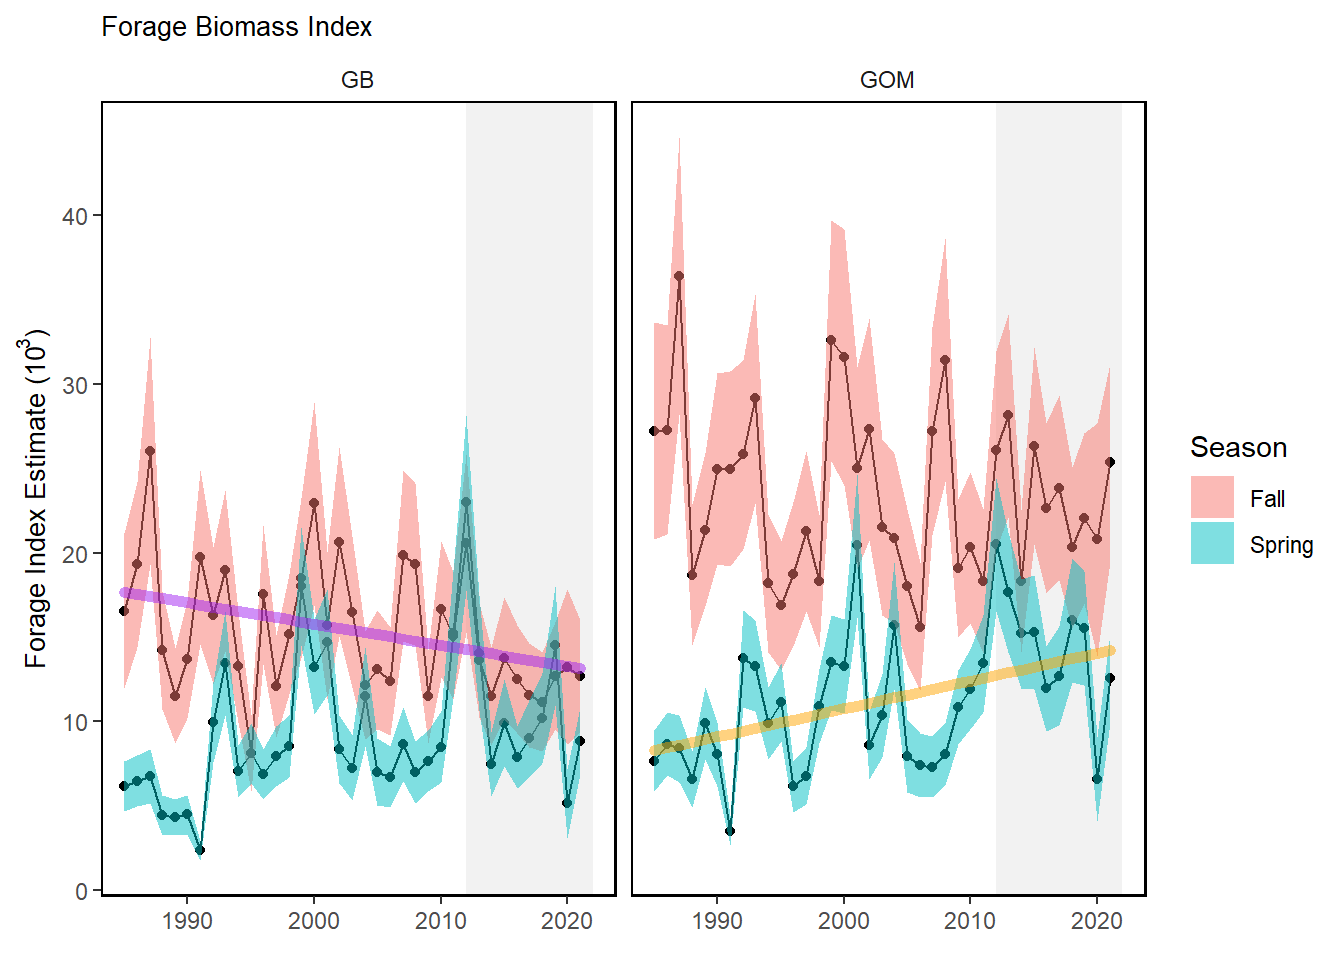 Forage Biomass Index
GB GOM
Forage Index Estimate (10³)
40
30
20
10
0
1990 2000 2010 2020 1990 2000 2010 2020
Season
Fall
Spring